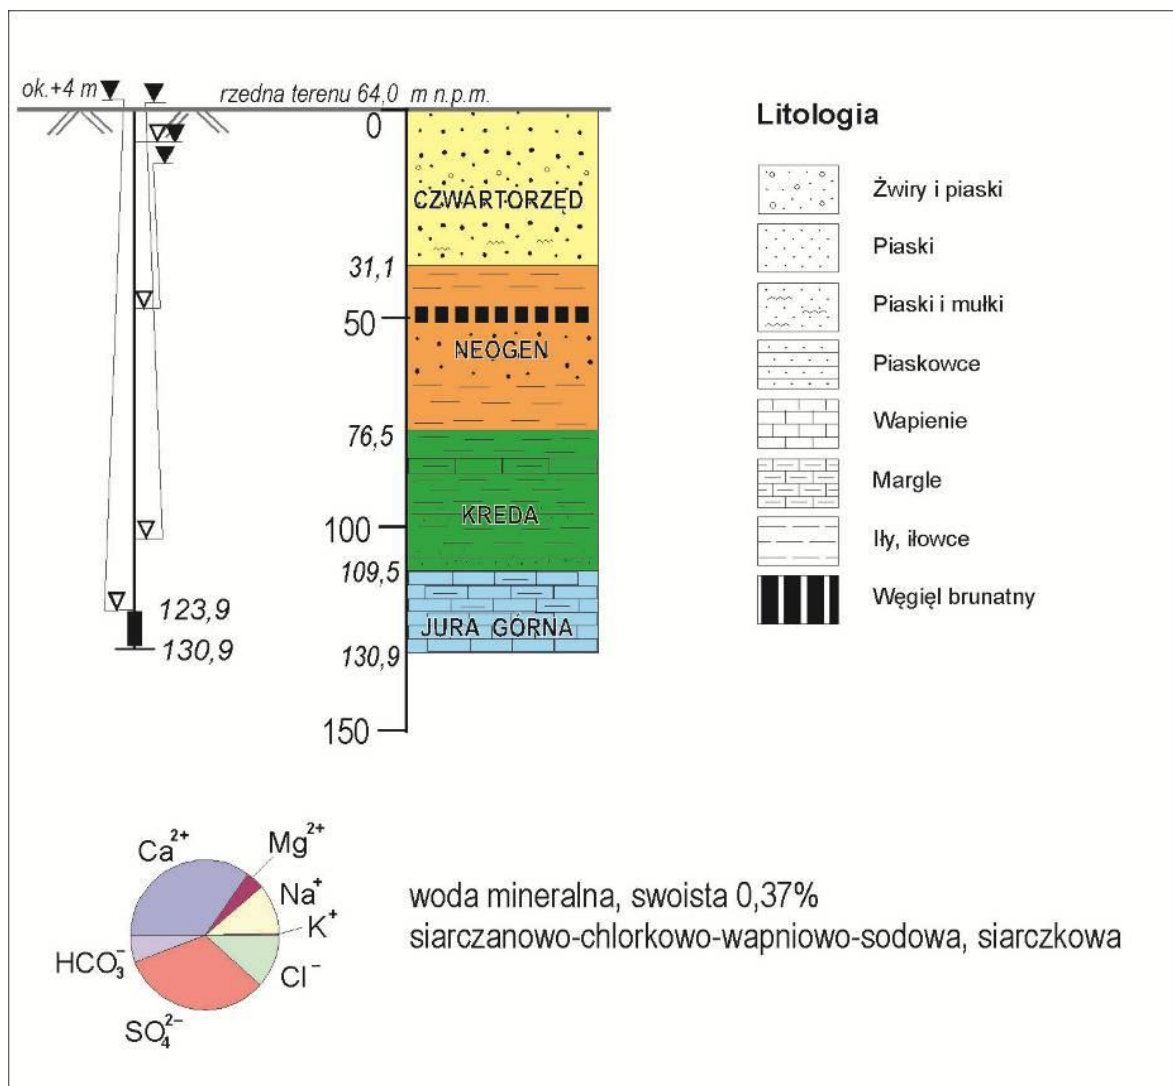 ok.+4 m
rzedna terenu 64,0 m n.p.m.
0
CZWARTORZĘD
31,1
50
NEOGEN
76,5
KREDA
100
109,5
JURA GÓRNA
123,9
130,9
130,9
150
Litologia
Żwiry i piaski
Piaski
Piaski i mułki
Piaskowce
Wapienie
Margle
Iły, iłowce
Węgięl brunatny
Ca2+
Mg2+
Na+
K+
HCO3−
Cl−
SO42−
woda mineralna, swoista 0,37%
siarczanowo-chlorkowo-wapniowo-sodowa, siarczkowa